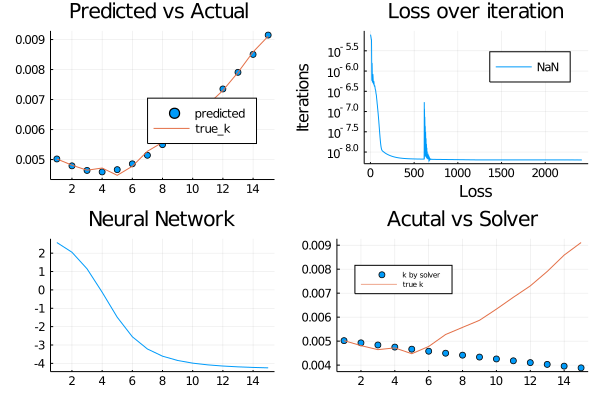 Predicted vs Actual
0.009
0.008
0.007
0.006
0.005
predicted
true_k
2 4 6 8 10 12 14
Loss over iteration
Iterations
10^-5.5
10^-6.0
10^-6.5
10^-7.0
10^-7.5
10^-8.0
NaN
0 500 1000 1500 2000
Loss
Neural Network
2
1
0
-1
-2
-3
-4
2 4 6 8 10 12 14
Acutal vs Solver
0.009
0.008
0.007
0.006
0.005
0.004
k by solver
true k
2 4 6 8 10 12 14